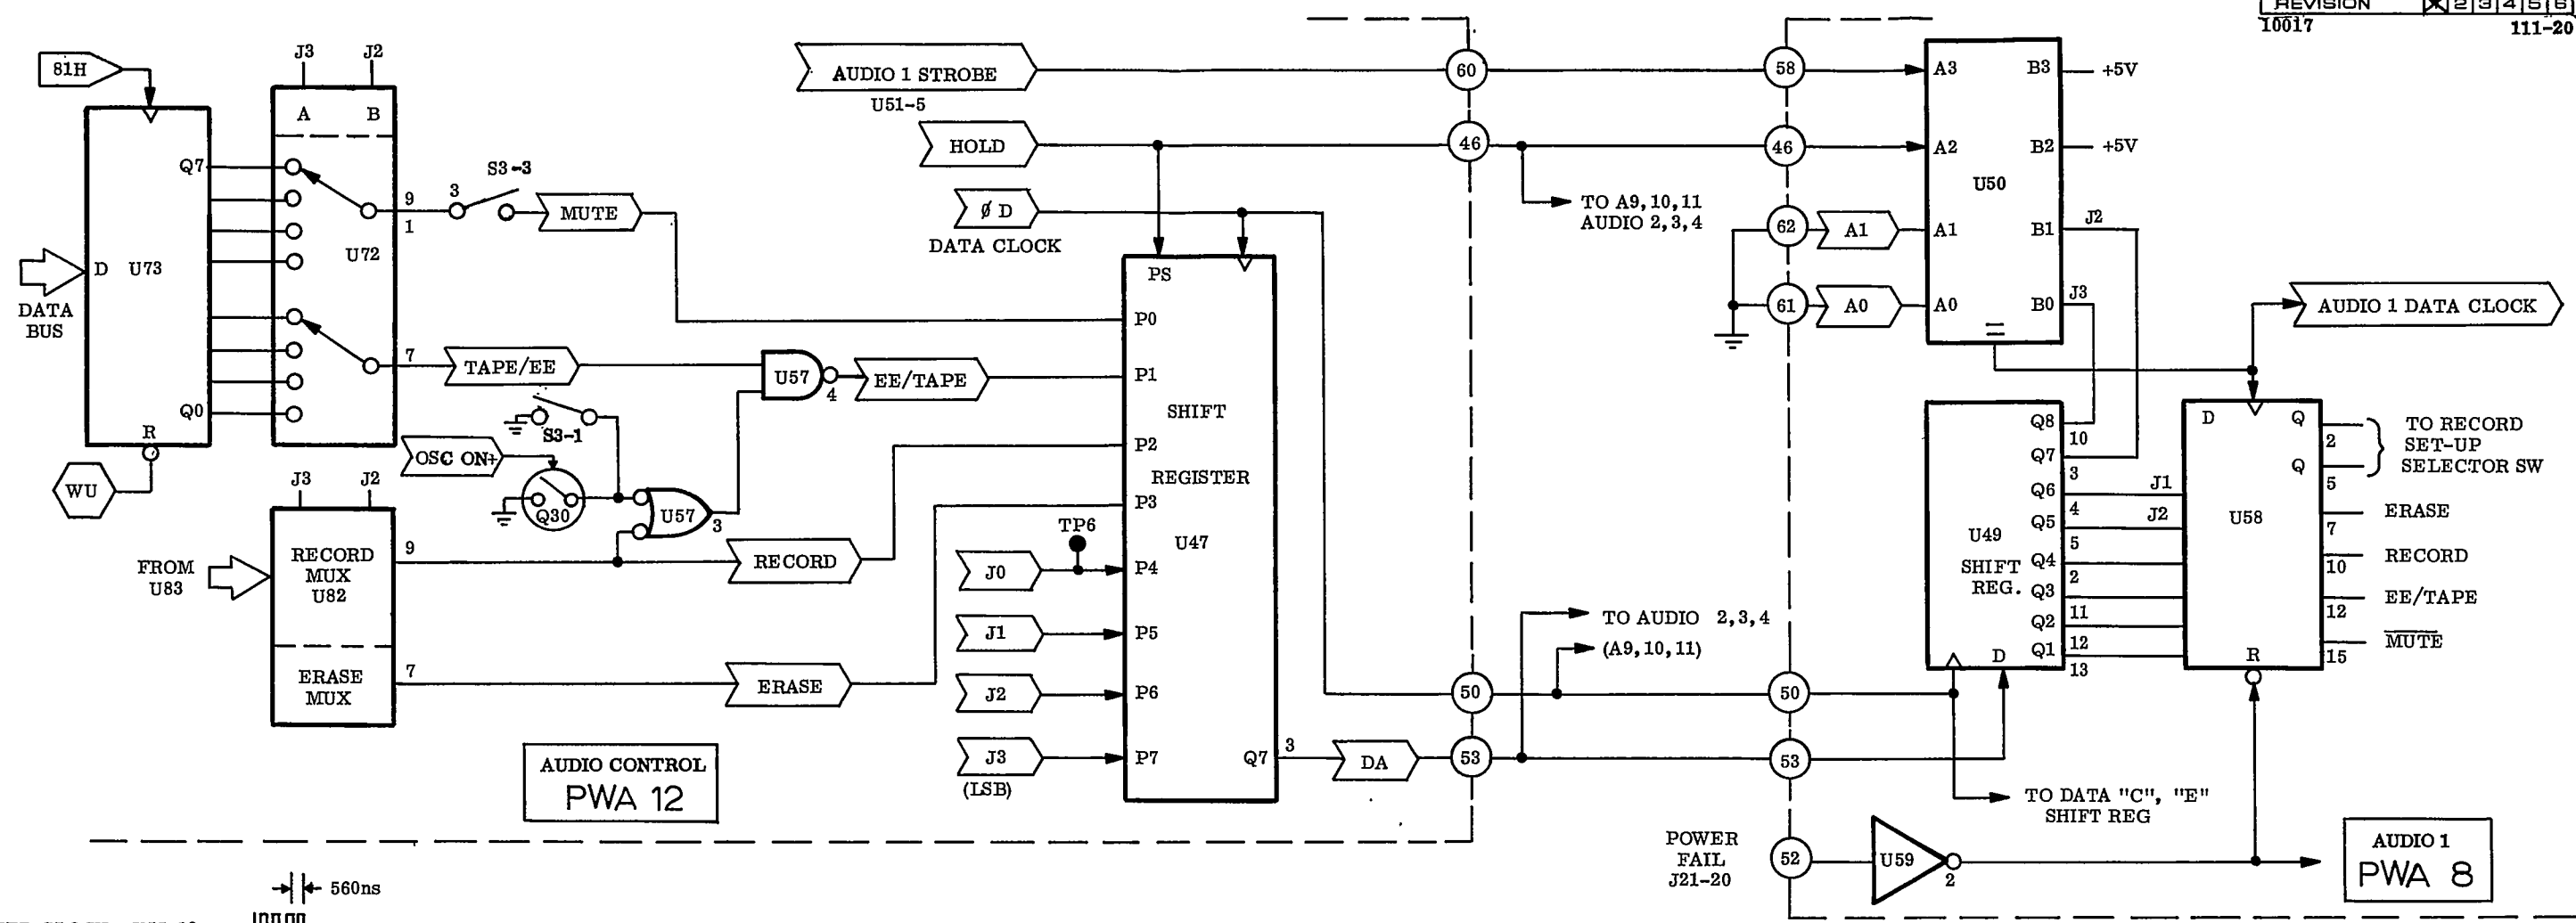 REVISION X 2 3 4 5 6
10017 111-20
81H
J3 J2
A B
Q7
D U73
U72
DATA
BUS
Q0
R
WU
9
1
3
S3-3
MUTE
7
TAPE/EE
U57
4
EE/TAPE
S3-1
OSC ON+
Q30
U57
3
J3 J2
FROM
U83
RECORD
MUX
U82
ERASE
MUX
9
RECORD
7
ERASE
AUDIO CONTROL
PWA 12
AUDIO 1 STROBE
U51-5
HOLD
Ø D
DATA CLOCK
PS
P0
P1
SHIFT
P2
REGISTER
P3
U47
TP6
J0
P4
J1
P5
J2
P6
J3
(LSB)
P7
Q7
3
DA
60
46
50
53
TO A9, 10, 11
AUDIO 2, 3, 4
TO AUDIO 2,3,4
(A9, 10, 11)
58
46
62
A1
61
A0
50
53
52
A3 B3 +5V
A2 B2 +5V
U50
A1 B1 J2
A0 B0 J3
=
AUDIO 1 DATA CLOCK
Q8
10
Q7
3
Q6 J1
4
Q5 J2
5
U49
SHIFT
REG.
Q4
2
Q3
11
Q2
12
Q1
13
D
D Q
2
Q
5
TO RECORD
SET-UP
SELECTOR SW
U58
ERASE
7
RECORD
10
EE/TAPE
12
MUTE
15
R
TO DATA "C", "E"
SHIFT REG
POWER
FAIL
J21-20
U59
2
AUDIO 1
PWA 8
560ns